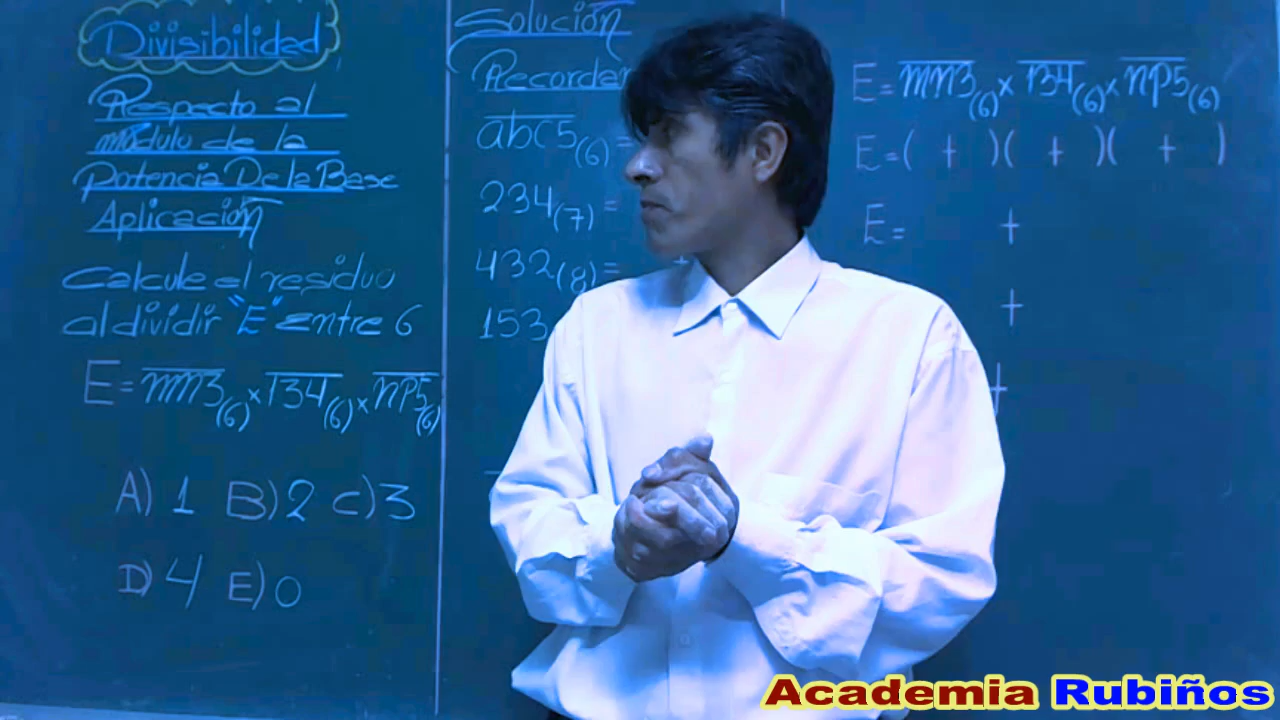 Divisibilidad
Respecto al
módulo de la
Potencia De la Base
Aplicación
Calcule el residuo
al dividir "E" Entre 6
E = mn3(6) × 134(6) × np5(6)
A) 1 B) 2 C) 3
D) 4 E) 0
Solución
Recordar
abc5(6) =
234(7) =
432(8) =
153
E = mn3(6) × 134(6) × np5(6)
E = ( + )( + )( + )
E = +
+
+
Academia Rubiños